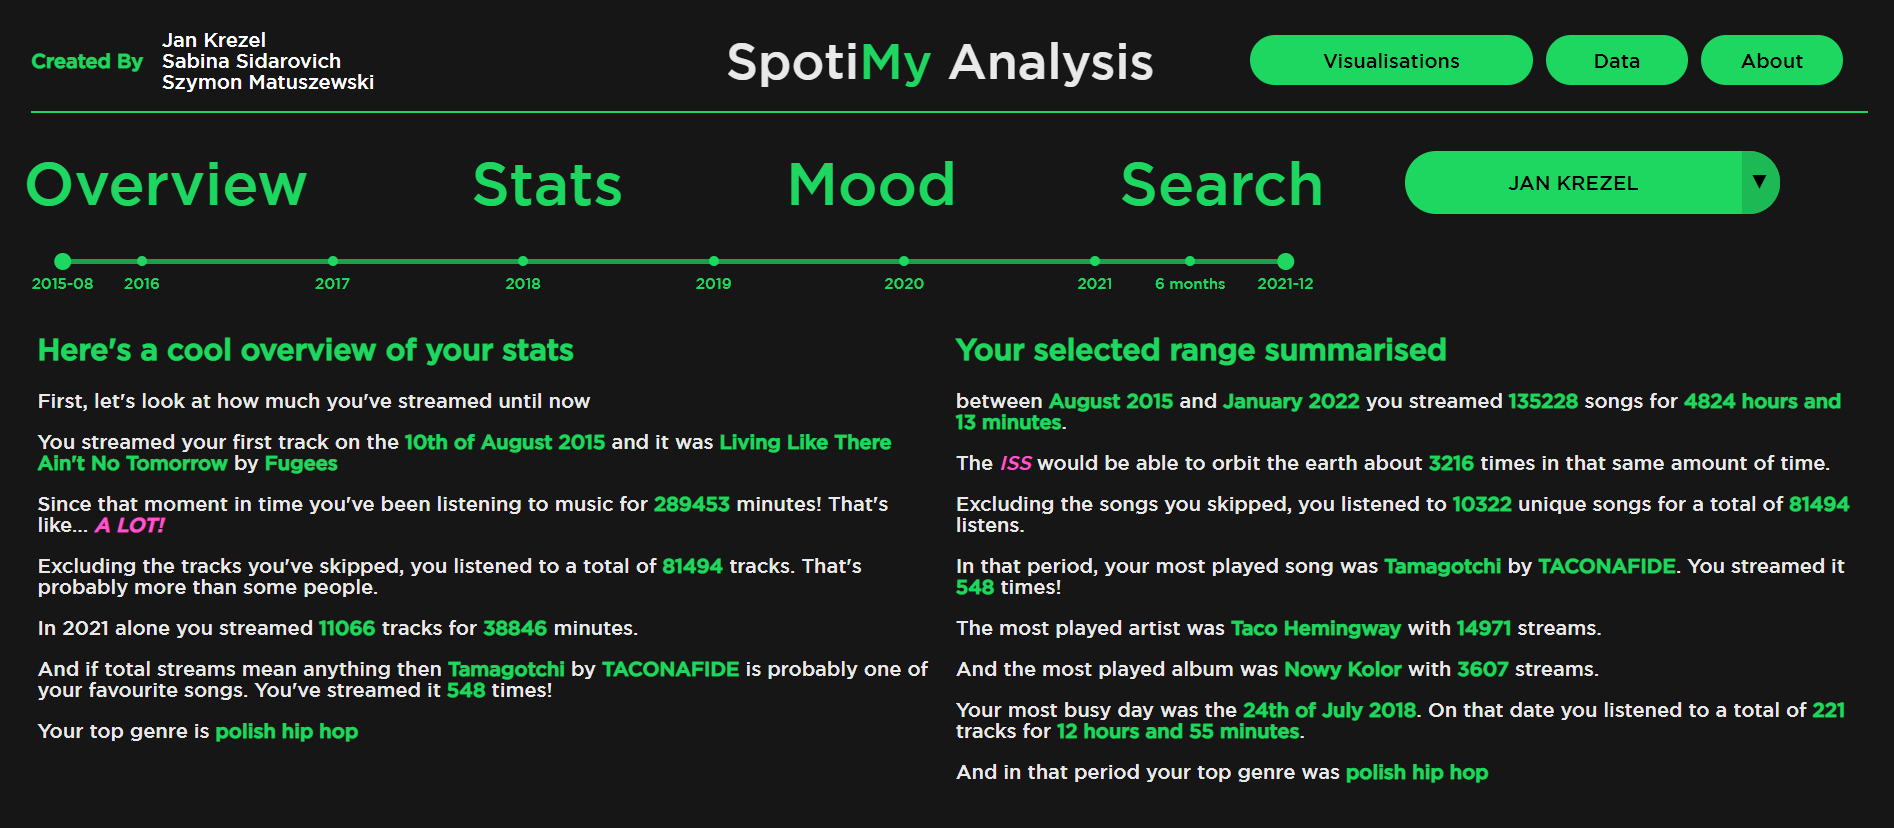 Created By
Jan Krezel
Sabina Sidarovich
Szymon Matuszewski
SpotiMy Analysis
Visualisations
Data
About
Overview
Stats
Mood
Search
JAN KREZEL
2015-08
2016
2017
2018
2019
2020
2021
6 months
2021-12
Here's a cool overview of your stats
First, let's look at how much you've streamed until now
You streamed your first track on the 10th of August 2015 and it was Living Like There
Ain't No Tomorrow by Fugees
Since that moment in time you've been listening to music for 289453 minutes! That's
like... A LOT!
Excluding the tracks you've skipped, you listened to a total of 81494 tracks. That's
probably more than some people.
In 2021 alone you streamed 11066 tracks for 38846 minutes.
And if total streams mean anything then Tamagotchi by TACONAFIDE is probably one of
your favourite songs. You've streamed it 548 times!
Your top genre is polish hip hop
Your selected range summarised
between August 2015 and January 2022 you streamed 135228 songs for 4824 hours and
13 minutes.
The ISS would be able to orbit the earth about 3216 times in that same amount of time.
Excluding the songs you skipped, you listened to 10322 unique songs for a total of 81494
listens.
In that period, your most played song was Tamagotchi by TACONAFIDE. You streamed it
548 times!
The most played artist was Taco Hemingway with 14971 streams.
And the most played album was Nowy Kolor with 3607 streams.
Your most busy day was the 24th of July 2018. On that date you listened to a total of 221
tracks for 12 hours and 55 minutes.
And in that period your top genre was polish hip hop